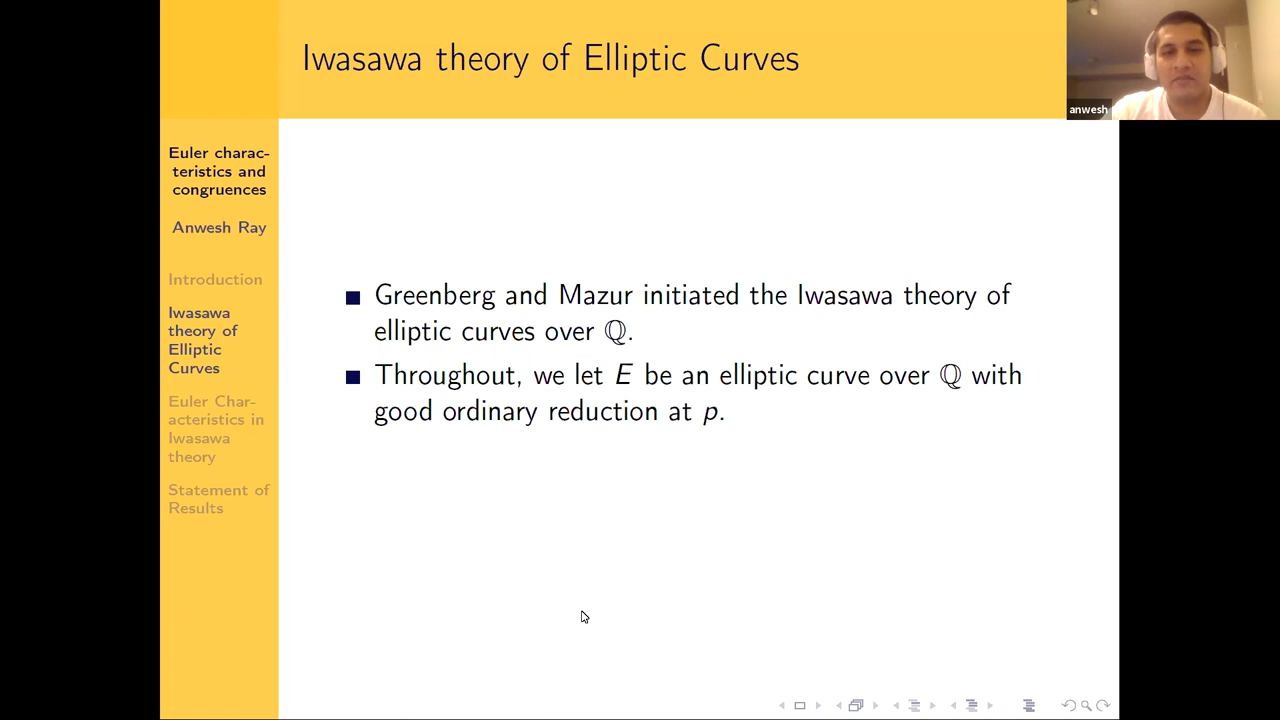 Iwasawa theory of Elliptic Curves
anwesh
Euler charac-
teristics and
congruences
Anwesh Ray
Introduction
Iwasawa
theory of
Elliptic
Curves
Euler Char-
acteristics in
Iwasawa
theory
Statement of
Results
Greenberg and Mazur initiated the Iwasawa theory of
elliptic curves over ℚ.
Throughout, we let E be an elliptic curve over ℚ with
good ordinary reduction at p.